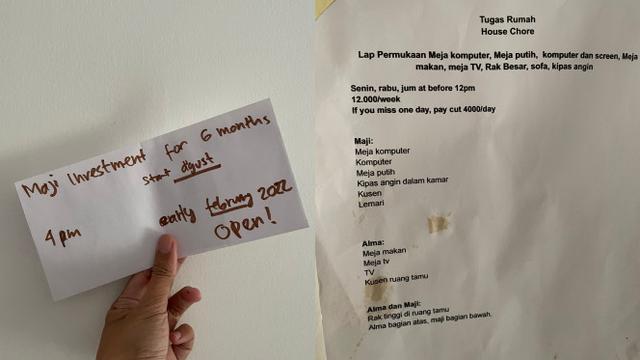 Maji Investment for 6 months
start digust
4 pm
early februay 2022
open!
Tugas Rumah
House Chore
Lap Permukaan Meja komputer, Meja putih, komputer dan screen, Meja
makan, meja TV, Rak Besar, sofa, kipas angin
Senin, rabu, jum at before 12pm
12.000/week
If you miss one day, pay cut 4000/day
Maji:
Meja komputer
Komputer
Meja putih
Kipas angin dalam kamar
Kusen
Lemari
Alma:
Meja makan
Meja tv
TV
Kusen ruang tamu
Alma dan Maji:
Rak tinggi di ruang tamu
Alma bagian atas, maji bagian bawah.